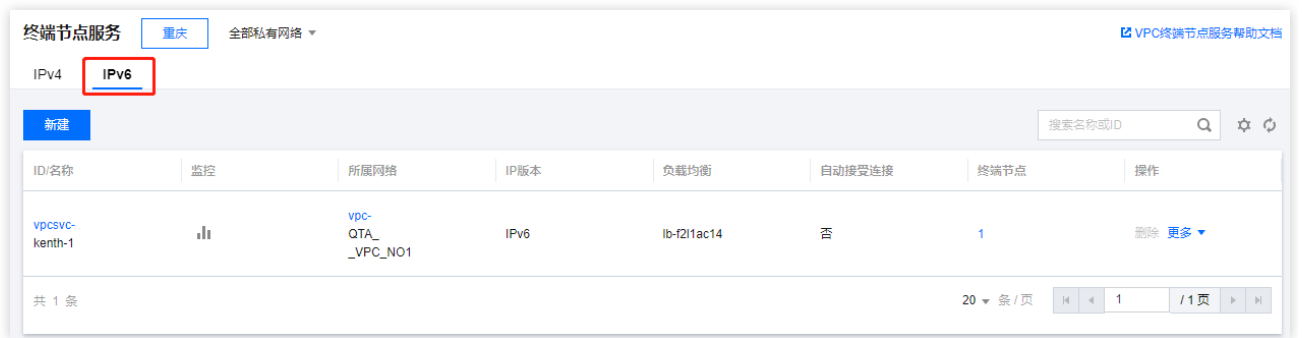 终端节点服务 重庆 全部私有网络 VPC终端节点服务帮助文档
IPv4 IPv6
新建 搜索名称或ID
ID/名称 监控 所属网络 IP版本 负载均衡 自动接受连接 终端节点 操作
vpcsvc-
kenth-1
vpc-
QTA_
_VPC_NO1
IPv6 lb-f2l1ac14 否 1 删除 更多
共 1 条 20 条/页 1 /1页